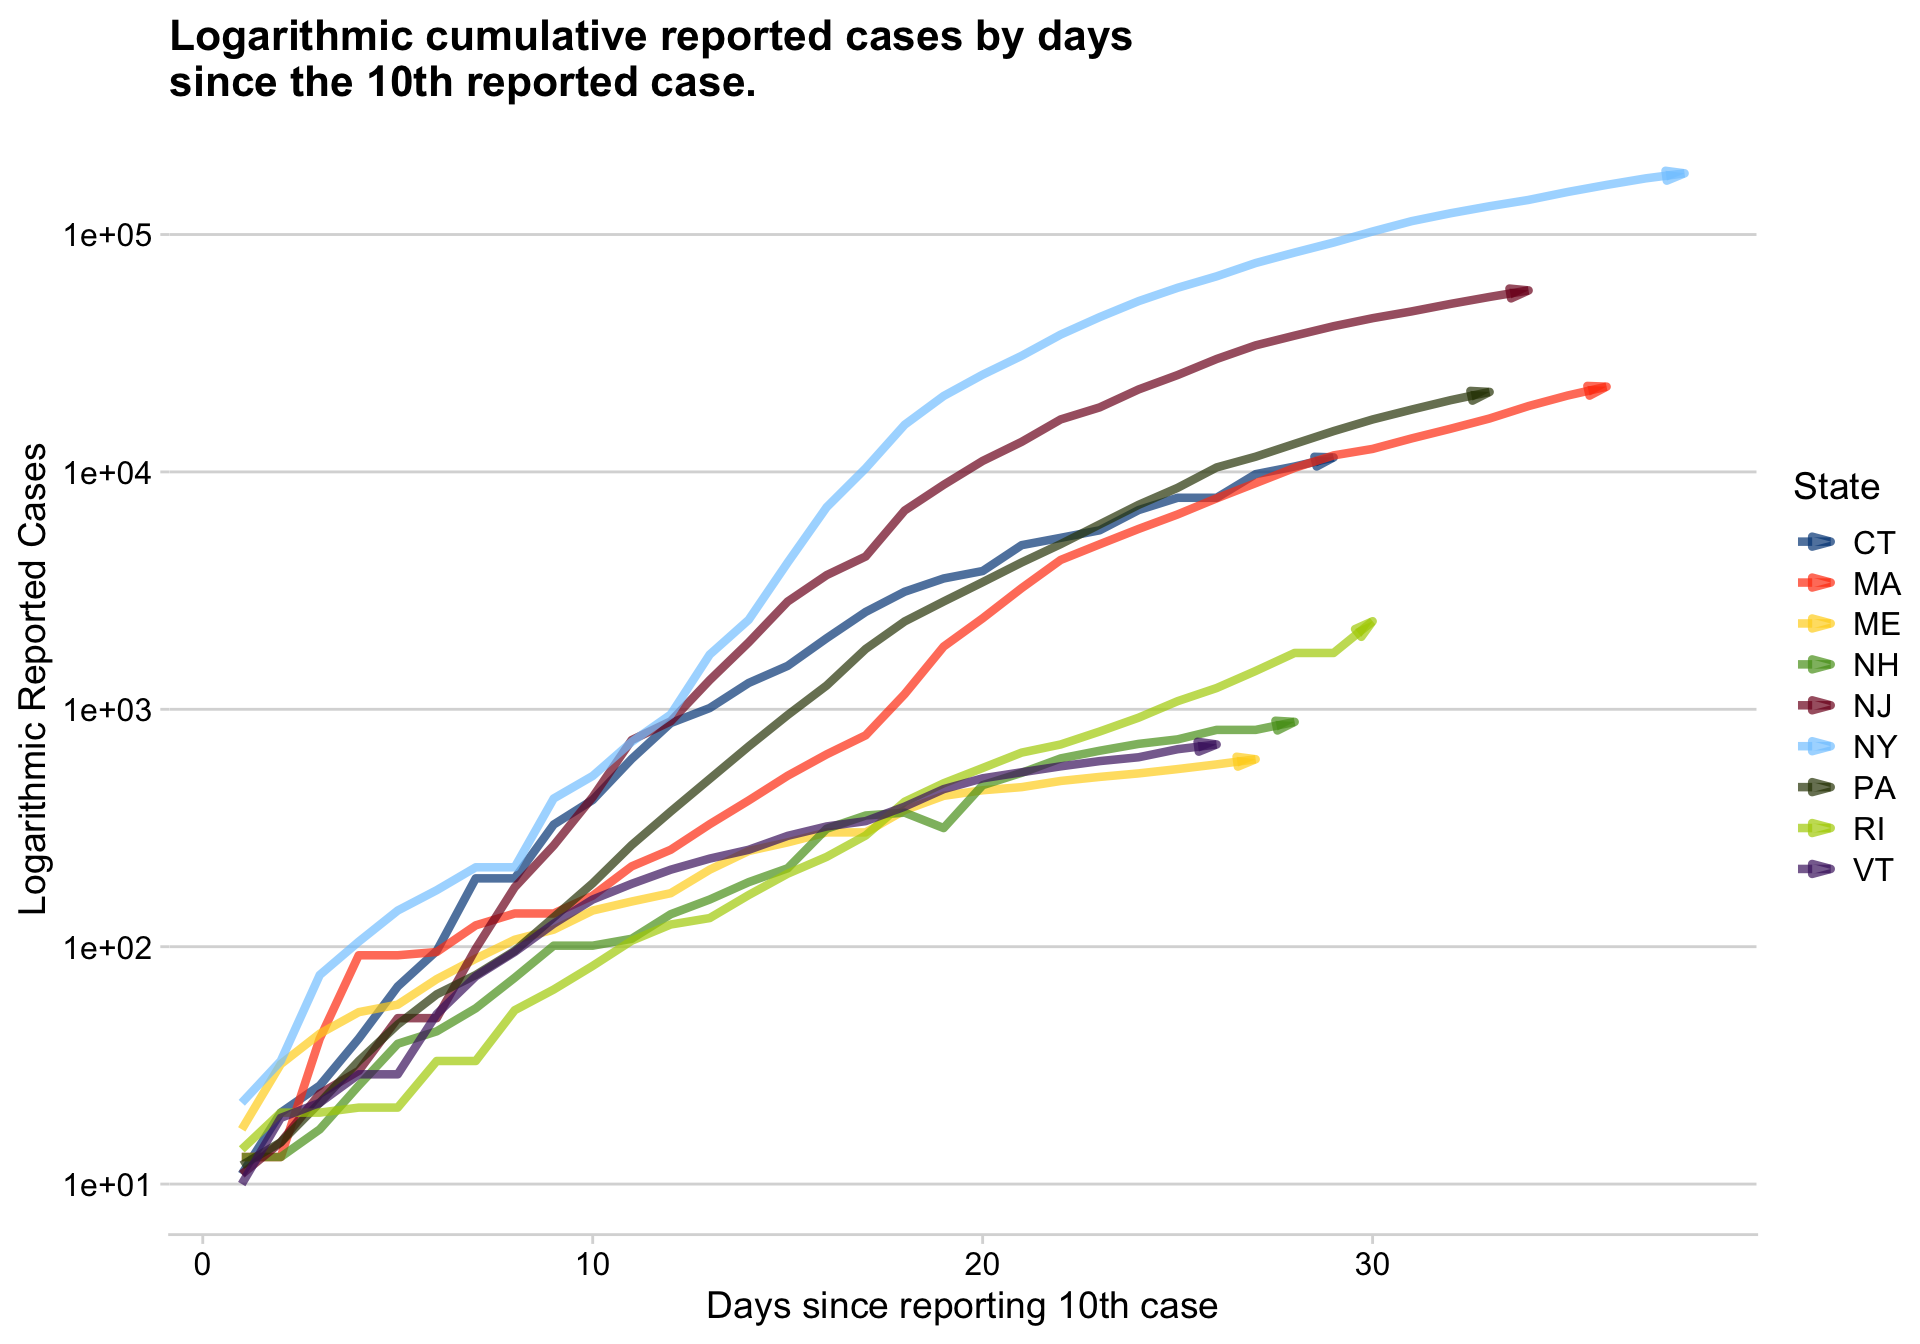 Logarithmic cumulative reported cases by days
since the 10th reported case.
1e+05
1e+04
1e+03
1e+02
1e+01
Logarithmic Reported Cases
0
10
20
30
Days since reporting 10th case
State
CT
MA
ME
NH
NJ
NY
PA
RI
VT